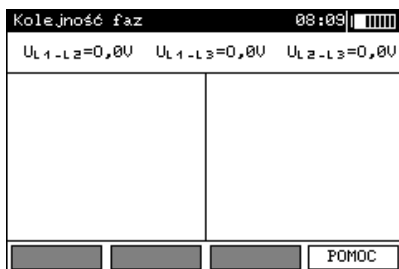 Kolejność faz 08:09
UL1-L2=0,0V UL1-L3=0,0V UL2-L3=0,0V
POMOC